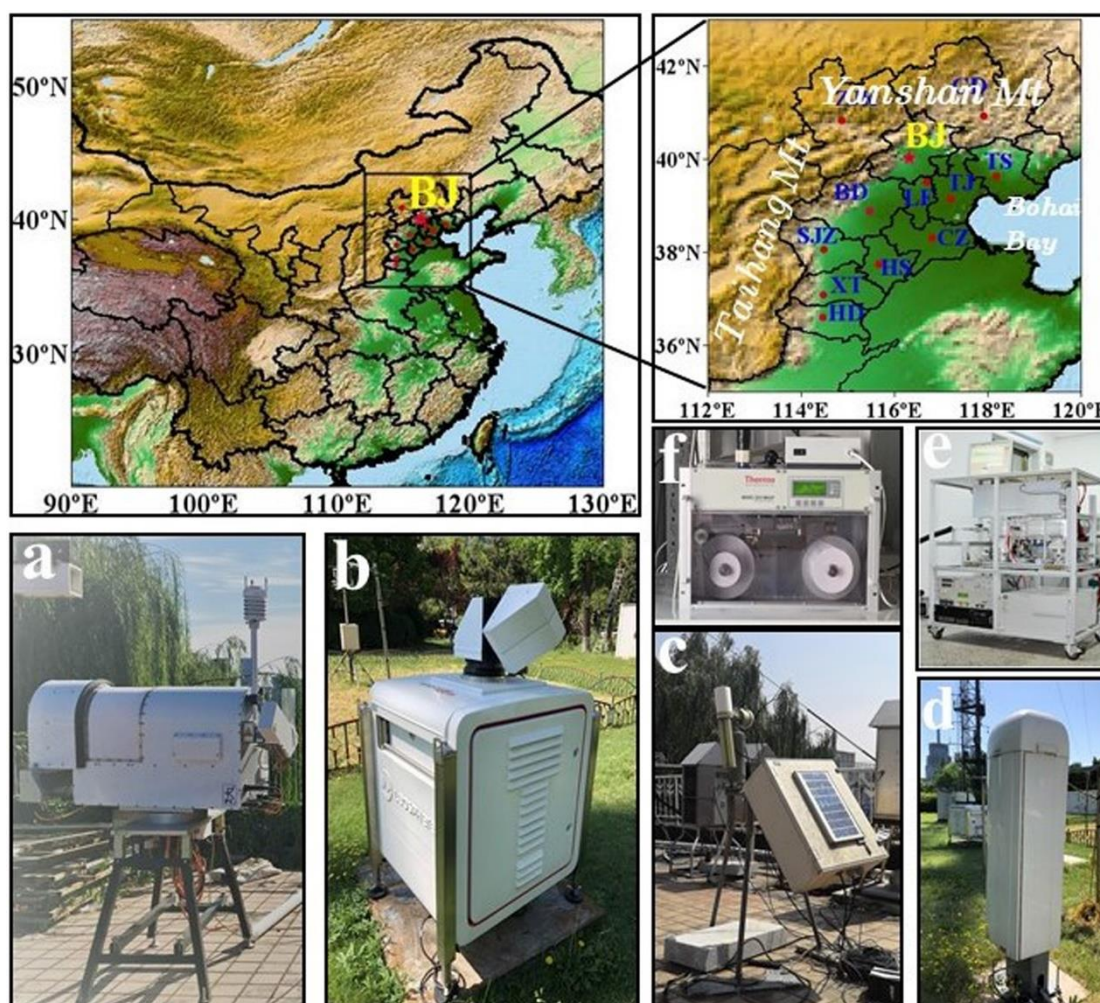 50°N
40°N
30°N
90°E 100°E 110°E 120°E 130°E
BJ
42°N
40°N
38°N
36°N
112°E 114°E 116°E 118°E 120°E
Yanshan Mt
BJ
TS
TJ
LF
BD
Bohai
Bay
SJZ
CZ
HS
XT
HD
Taihang Mt
f
Thermo
e
a
b
c
d